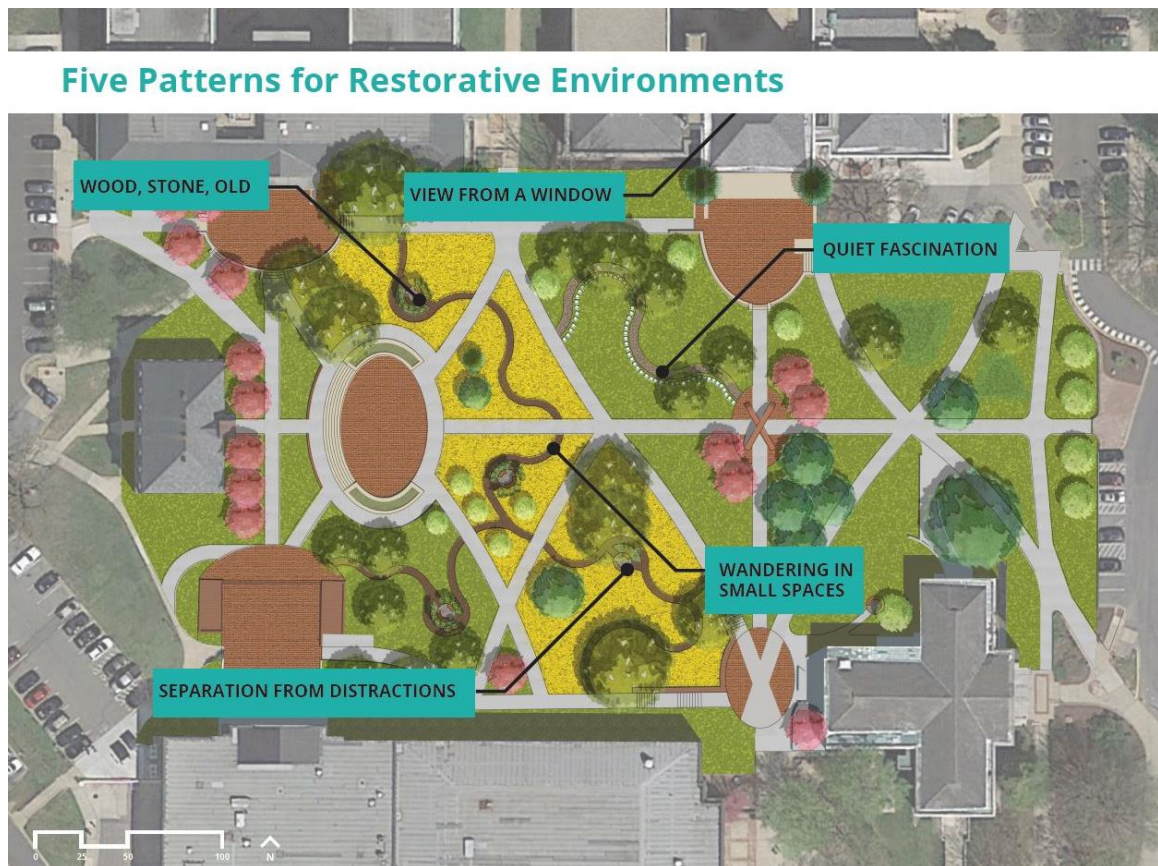 Five Patterns for Restorative Environments
WOOD, STONE, OLD
VIEW FROM A WINDOW
QUIET FASCINATION
WANDERING IN
SMALL SPACES
SEPARATION FROM DISTRACTIONS
0 25 50 100 N